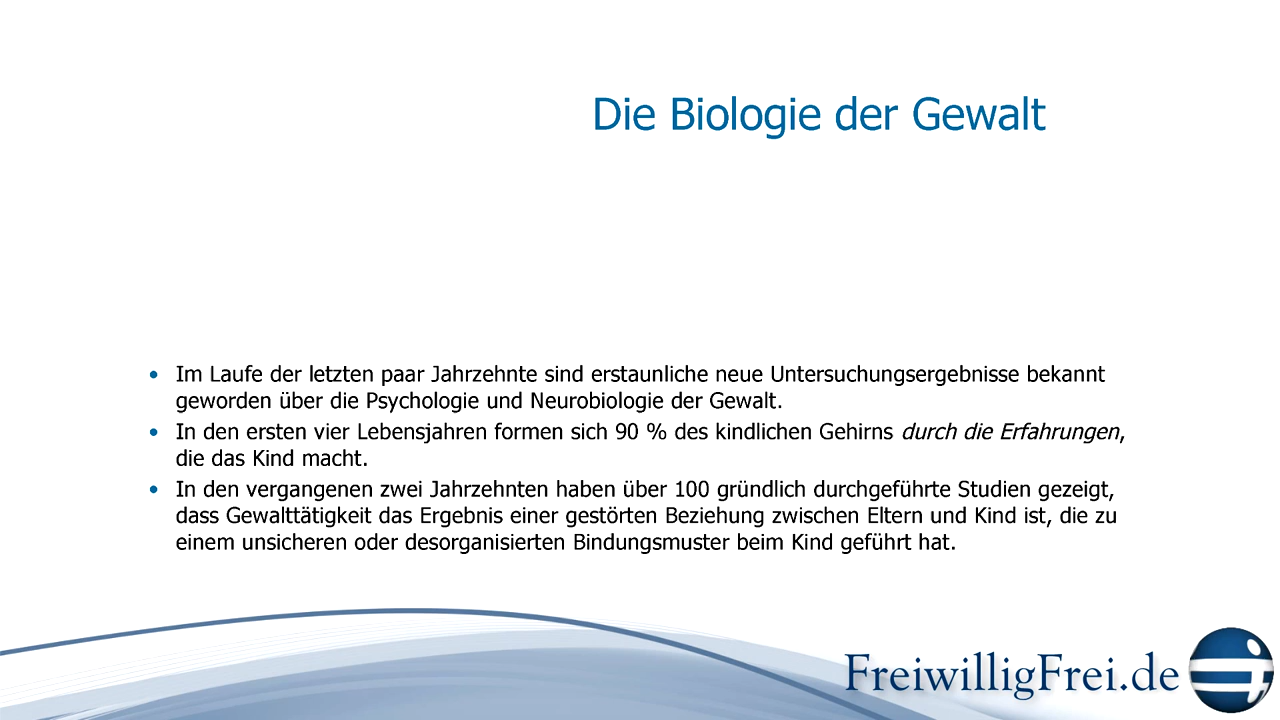 Die Biologie der Gewalt
• Im Laufe der letzten paar Jahrzehnte sind erstaunliche neue Untersuchungsergebnisse bekannt
geworden über die Psychologie und Neurobiologie der Gewalt.
• In den ersten vier Lebensjahren formen sich 90 % des kindlichen Gehirns durch die Erfahrungen,
die das Kind macht.
• In den vergangenen zwei Jahrzehnten haben über 100 gründlich durchgeführte Studien gezeigt,
dass Gewalttätigkeit das Ergebnis einer gestörten Beziehung zwischen Eltern und Kind ist, die zu
einem unsicheren oder desorganisierten Bindungsmuster beim Kind geführt hat.
FreiwilligFrei.de